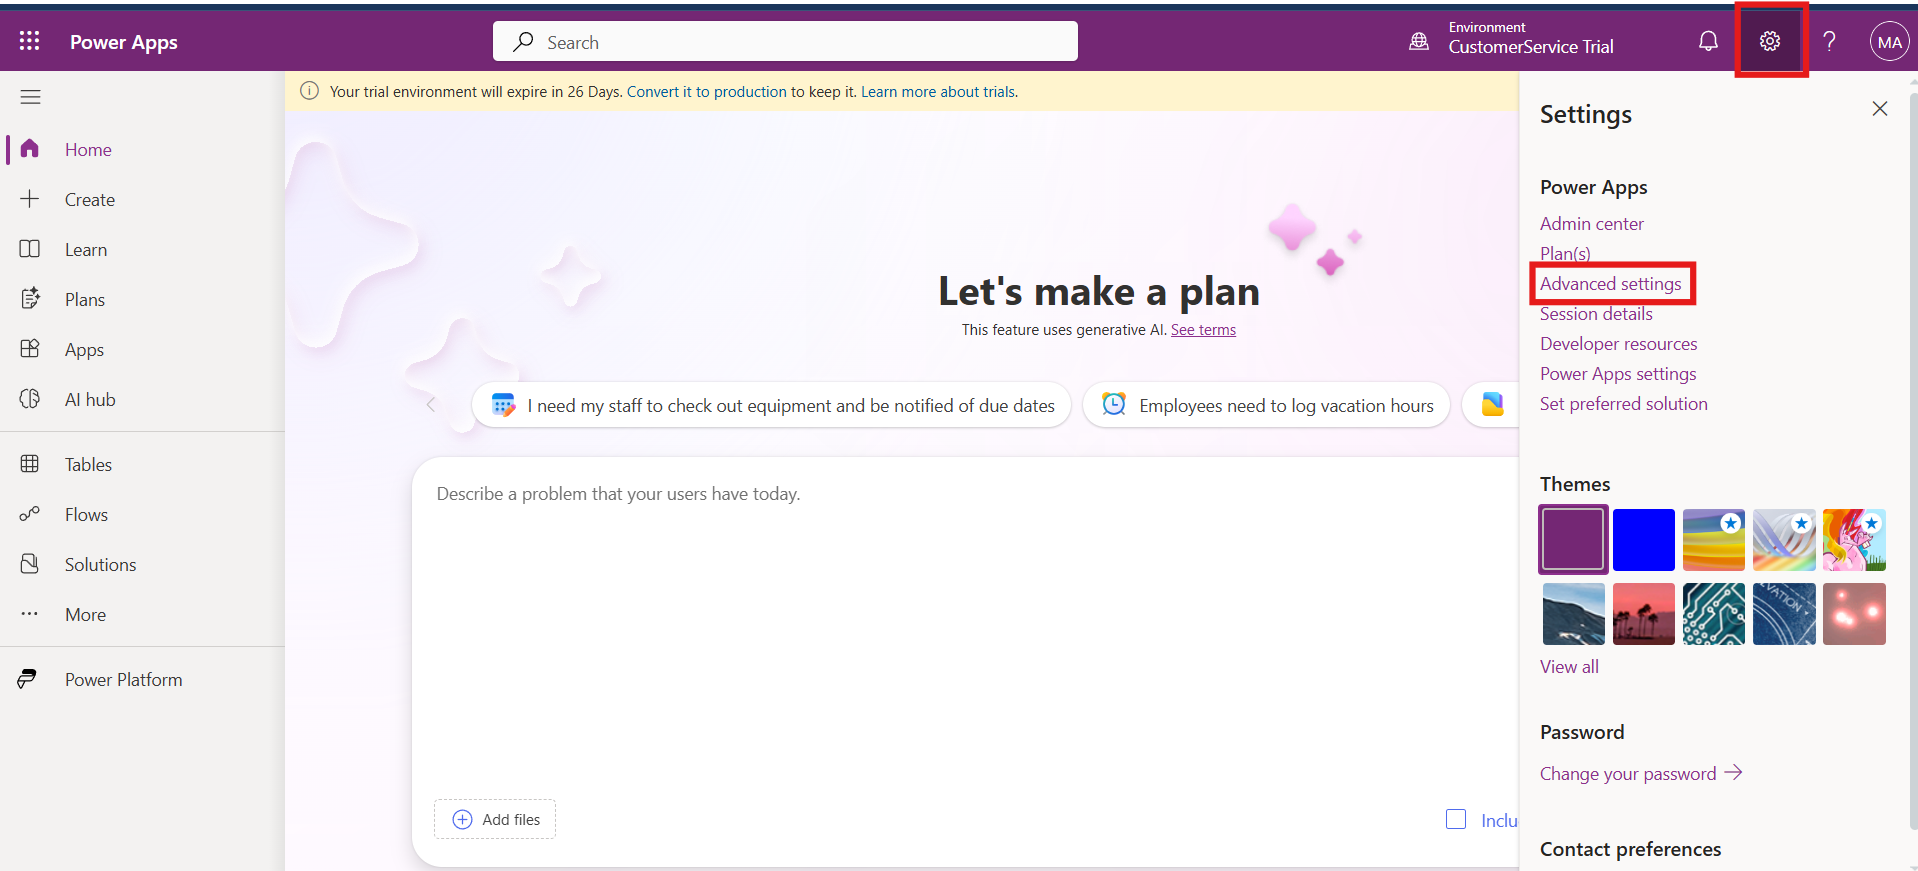 Power Apps
Search
Environment
CustomerService Trial
?
MA
Your trial environment will expire in 26 Days. Convert it to production to keep it. Learn more about trials.
Home
Create
Learn
Plans
Apps
AI hub
Tables
Flows
Solutions
More
Power Platform
Let's make a plan
This feature uses generative AI. See terms
I need my staff to check out equipment and be notified of due dates
Employees need to log vacation hours
Describe a problem that your users have today.
Add files
Inclu
Settings
Power Apps
Admin center
Plan(s)
Advanced settings
Session details
Developer resources
Power Apps settings
Set preferred solution
Themes
VATION
View all
Password
Change your password
Contact preferences